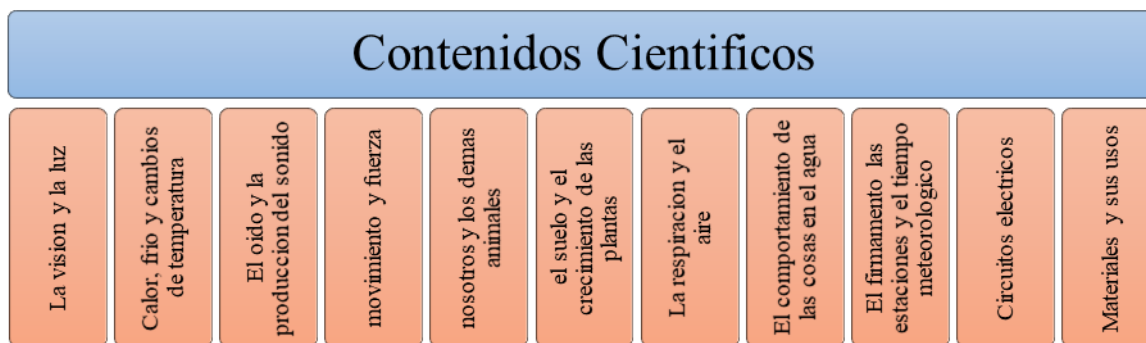 Contenidos Cientificos
La vision y la luz
Calor, frio y cambios
de temperatura
El oido y la
produccion del sonido
movimiento y fuerza
nosotros y los demas
animales
el suelo y el
crecimiento de las
plantas
La respiracion y el
aire
El comportamiento de
las cosas en el agua
El firmamento las
estaciones y el tiempo
meteorologico
Circuitos electricos
Materiales y sus usos